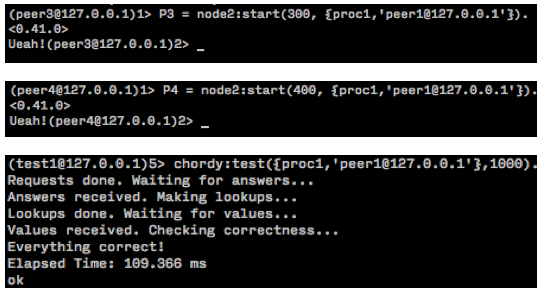 (peer3@127.0.0.1)1> P3 = node2:start(300, {proc1,'peer1@127.0.0.1'}).
<0.41.0>
Ueah!(peer3@127.0.0.1)2> _
(peer4@127.0.0.1)1> P4 = node2:start(400, {proc1,'peer1@127.0.0.1'}).
<0.41.0>
Ueah!(peer4@127.0.0.1)2> _
(test1@127.0.0.1)5> chordy:test({proc1,'peer1@127.0.0.1'},1000).
Requests done. Waiting for answers...
Answers received. Making lookups...
Lookups done. Waiting for values...
Values received. Checking correctness...
Everything correct!
Elapsed Time: 109.366 ms
ok